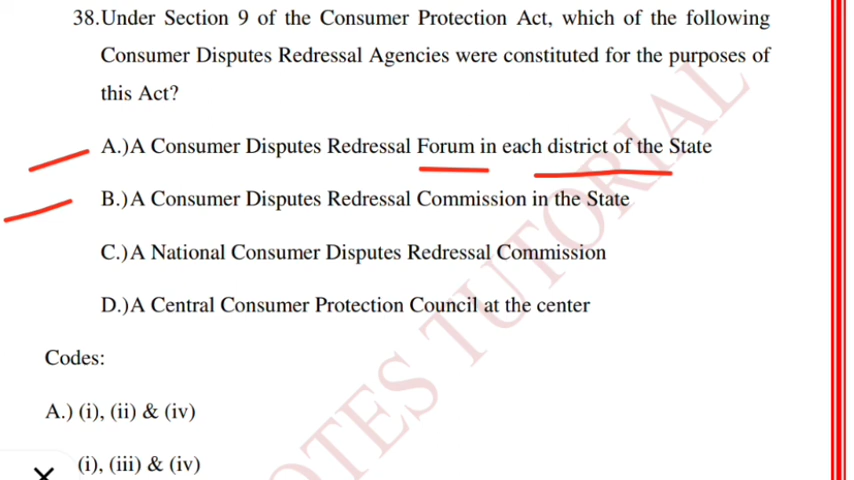 38.Under Section 9 of the Consumer Protection Act, which of the following
Consumer Disputes Redressal Agencies were constituted for the purposes of
this Act?
A.)A Consumer Disputes Redressal Forum in each district of the State
B.)A Consumer Disputes Redressal Commission in the State
C.)A National Consumer Disputes Redressal Commission
D.)A Central Consumer Protection Council at the center
Codes:
A.) (i), (ii) & (iv)
(i), (iii) & (iv)
OTES TUTORIAL